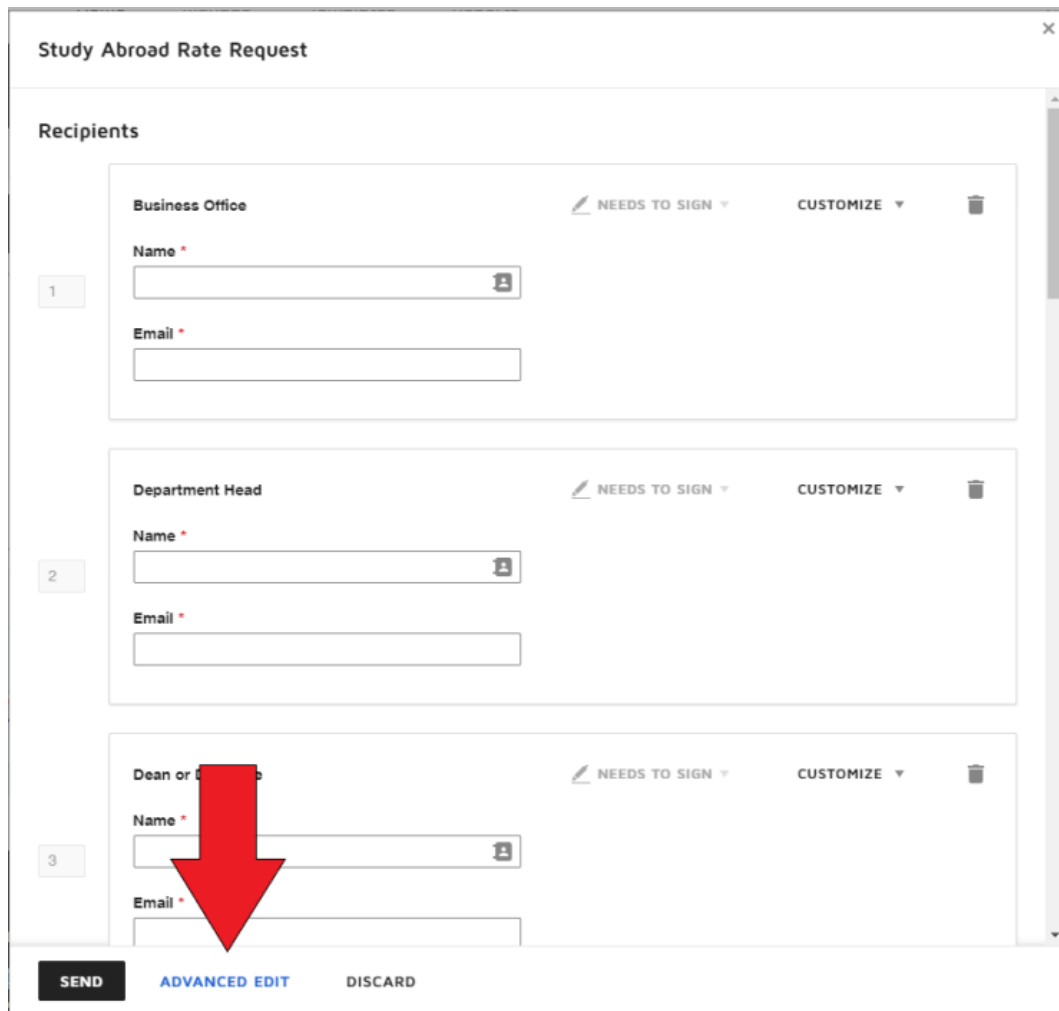 Study Abroad Rate Request
Recipients
Business Office NEEDS TO SIGN CUSTOMIZE
Name *
1
Email *
Department Head NEEDS TO SIGN CUSTOMIZE
Name *
2
Email *
Dean or NEEDS TO SIGN CUSTOMIZE
Name *
3
Email *
SEND ADVANCED EDIT DISCARD